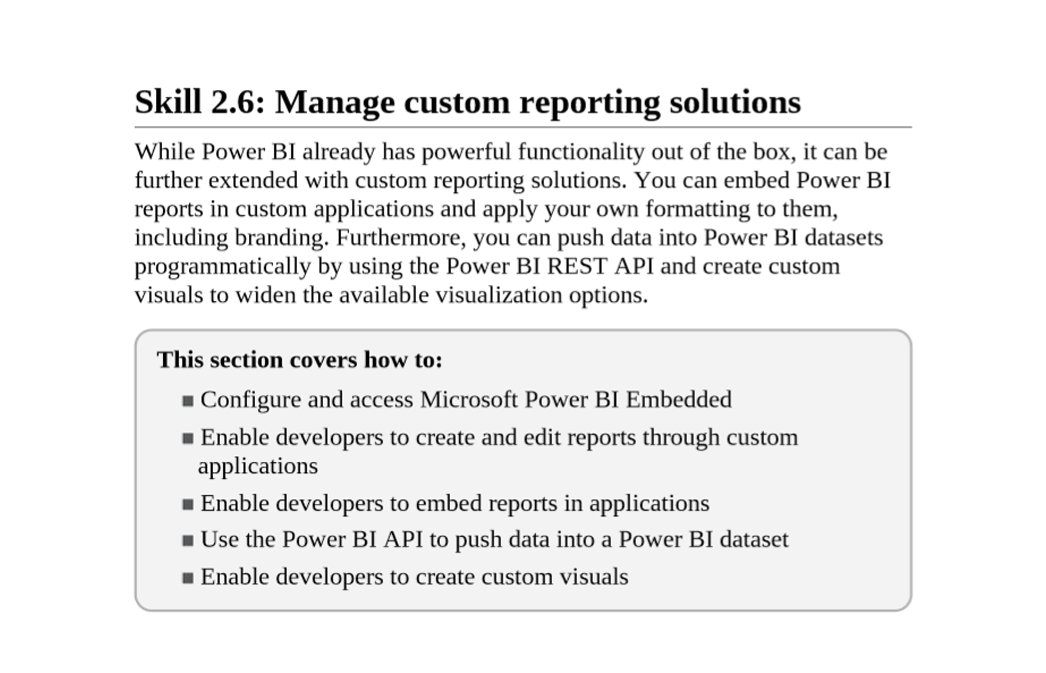 Skill 2.6: Manage custom reporting solutions
While Power BI already has powerful functionality out of the box, it can be
further extended with custom reporting solutions. You can embed Power BI
reports in custom applications and apply your own formatting to them,
including branding. Furthermore, you can push data into Power BI datasets
programmatically by using the Power BI REST API and create custom
visuals to widen the available visualization options.
This section covers how to:
■ Configure and access Microsoft Power BI Embedded
■ Enable developers to create and edit reports through custom
applications
■ Enable developers to embed reports in applications
■ Use the Power BI API to push data into a Power BI dataset
■ Enable developers to create custom visuals